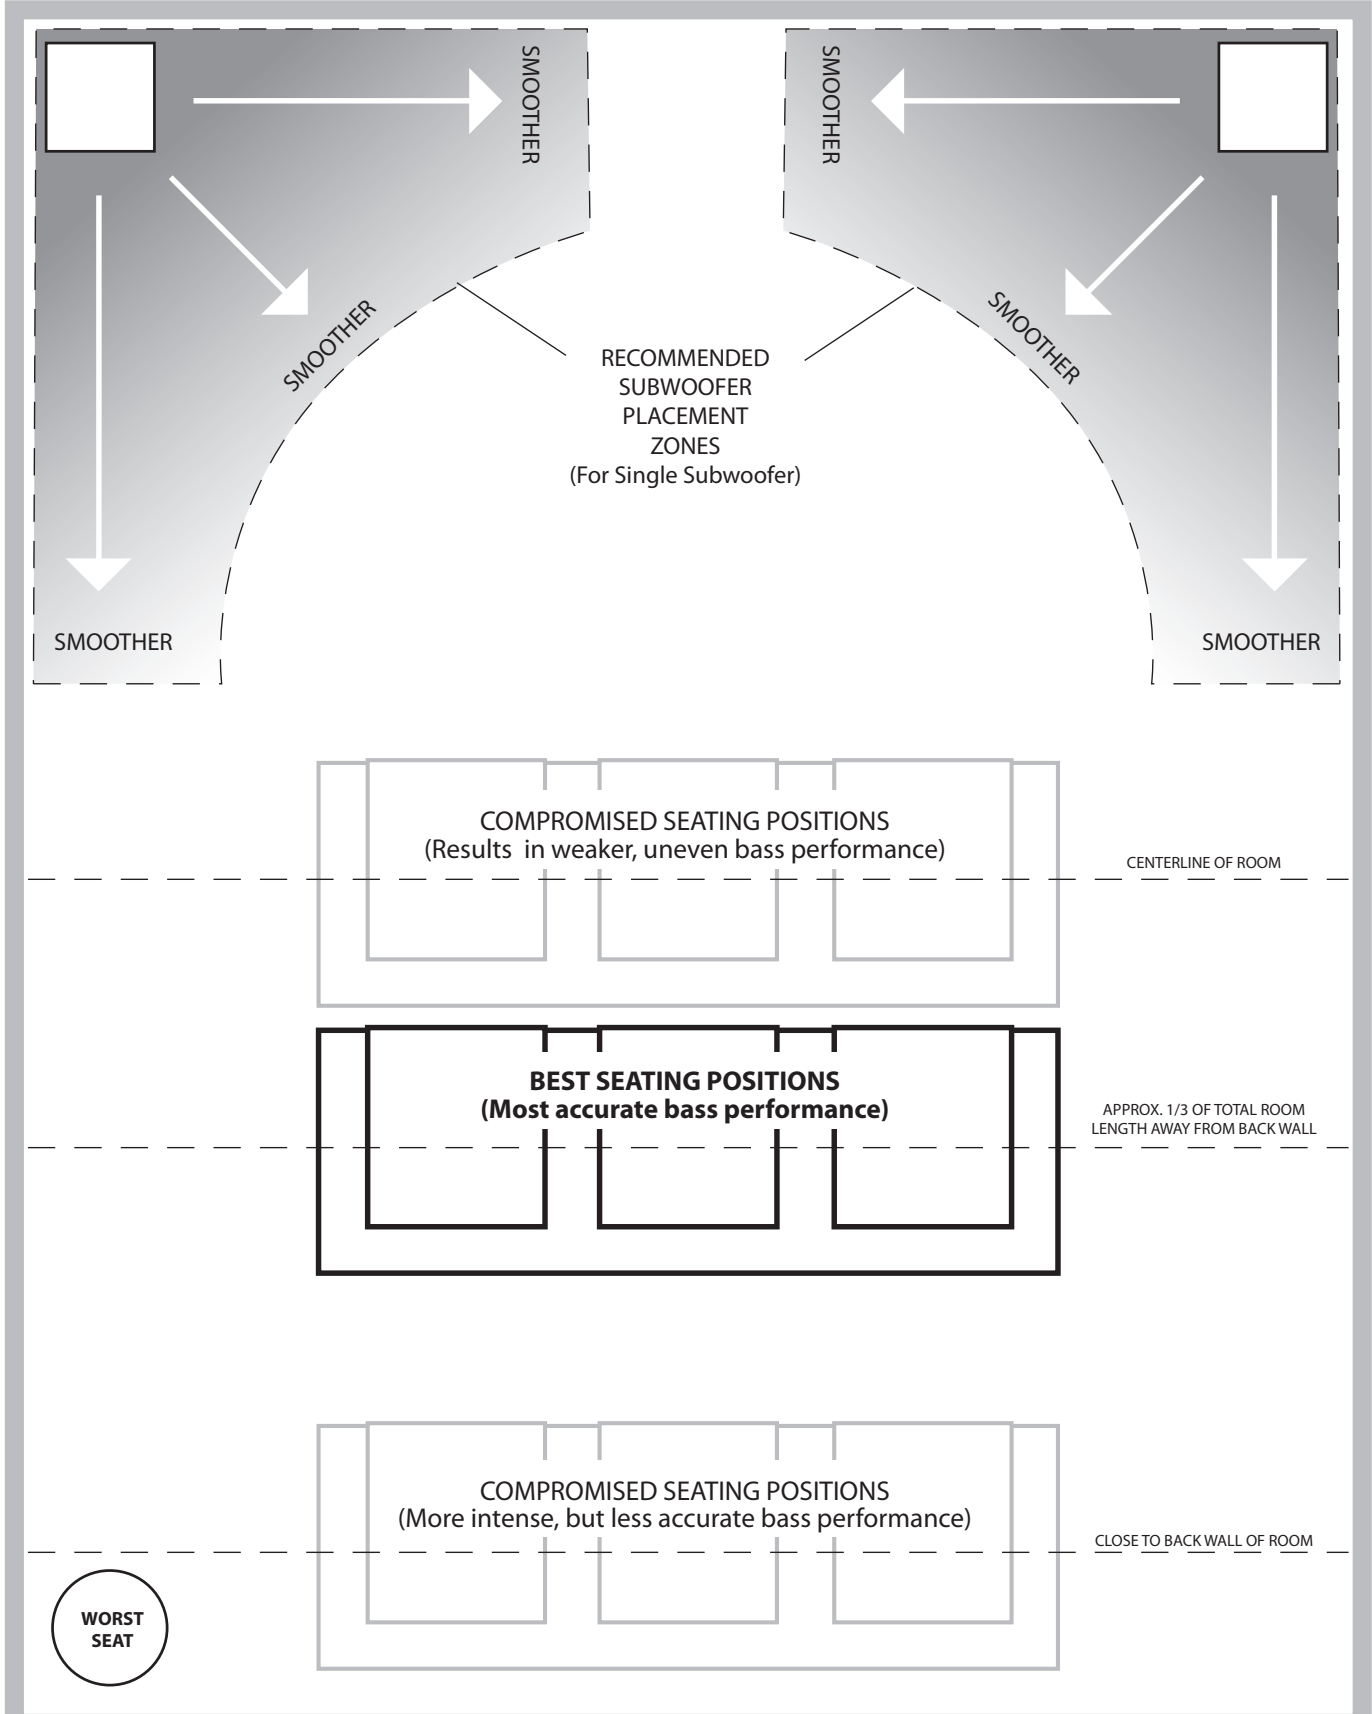 SMOOTHER
SMOOTHER
SMOOTHER
SMOOTHER
RECOMMENDED
SUBWOOFER
PLACEMENT
ZONES
(For Single Subwoofer)
SMOOTHER
SMOOTHER
COMPROMISED SEATING POSITIONS
(Results in weaker, uneven bass performance)
CENTERLINE OF ROOM
BEST SEATING POSITIONS
(Most accurate bass performance)
APPROX. 1/3 OF TOTAL ROOM
LENGTH AWAY FROM BACK WALL
COMPROMISED SEATING POSITIONS
(More intense, but less accurate bass performance)
CLOSE TO BACK WALL OF ROOM
WORST
SEAT